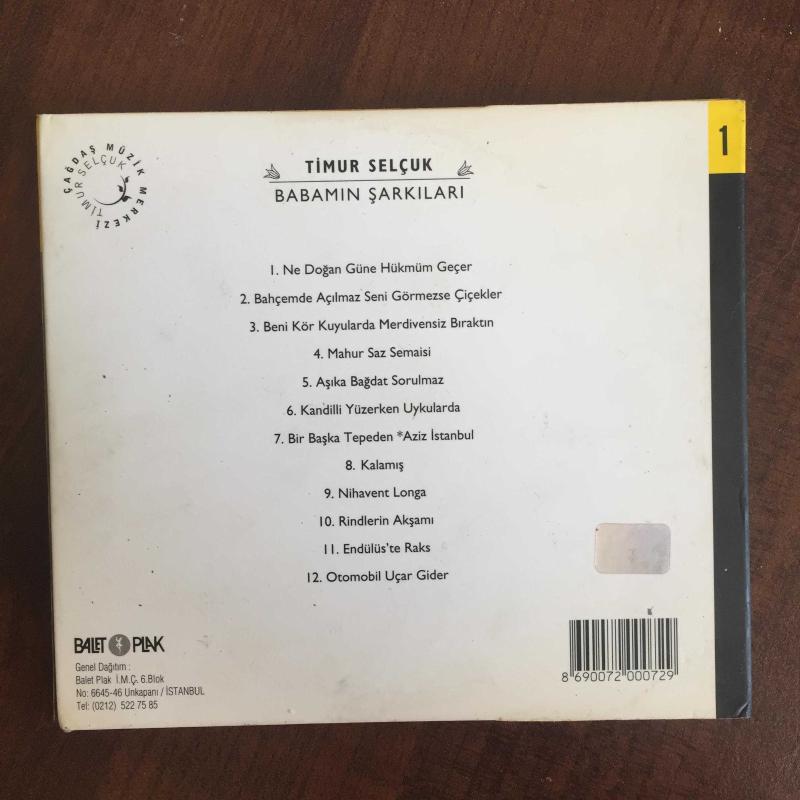 ÇAĞDAŞ MÜZİK MERKEZİ
TİMUR SELÇUK
1
TİMUR SELÇUK
BABAMIN ŞARKILARI
1. Ne Doğan Güne Hükmüm Geçer
2. Bahçemde Açılmaz Seni Görmezse Çiçekler
3. Beni Kör Kuyularda Merdivensiz Bıraktın
4. Mahur Saz Semaisi
5. Aşıka Bağdat Sorulmaz
6. Kandilli Yüzerken Uykularda
7. Bir Başka Tepeden *Aziz İstanbul
8. Kalamış
9. Nihavent Longa
10. Rindlerin Akşamı
11. Endülüs'te Raks
12. Otomobil Uçar Gider
BALET PLAK
Genel Dağıtım :
Balet Plak İ.M.Ç. 6.Blok
No: 6645-46 Unkapanı / İSTANBUL
Tel: (0212) 522 75 85
8 690072 000729